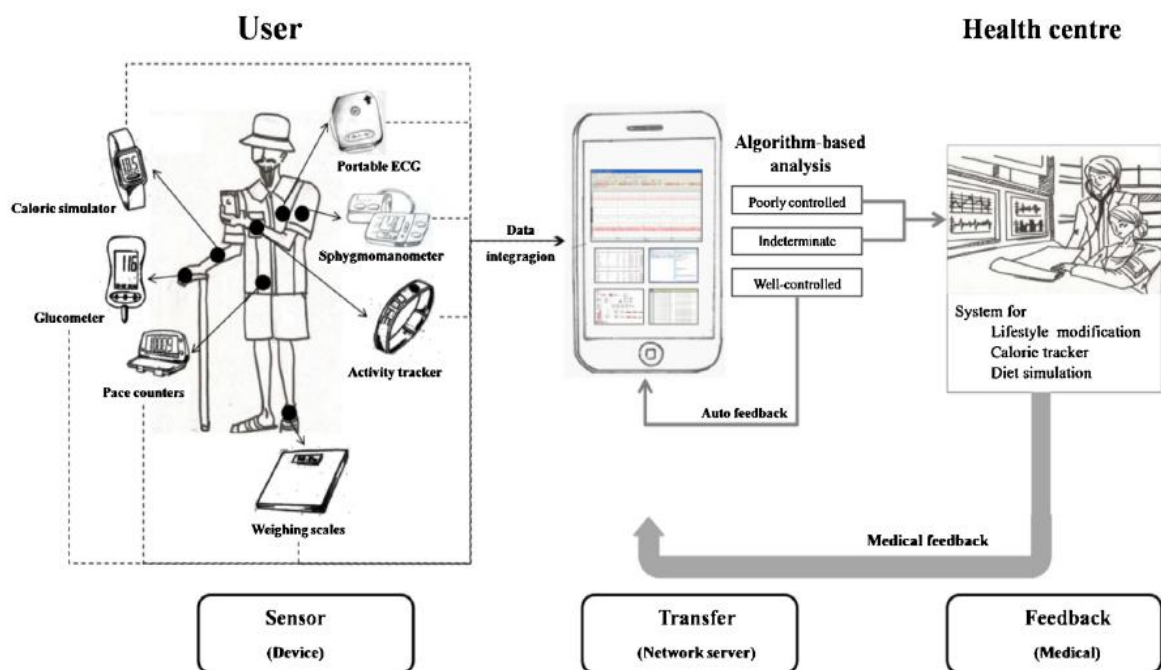 User
Health centre
Portable ECG
Caloric simulator
Sphygmomanometer
Glucometer
116
Pace counters
Activity tracker
Weighing scales
Data
integragion
Algorithm-based
analysis
Poorly controlled
Indeterminate
Well-controlled
Auto feedback
System for
Lifestyle modification
Caloric tracker
Diet simulation
Medical feedback
Sensor
(Device)
Transfer
(Network server)
Feedback
(Medical)